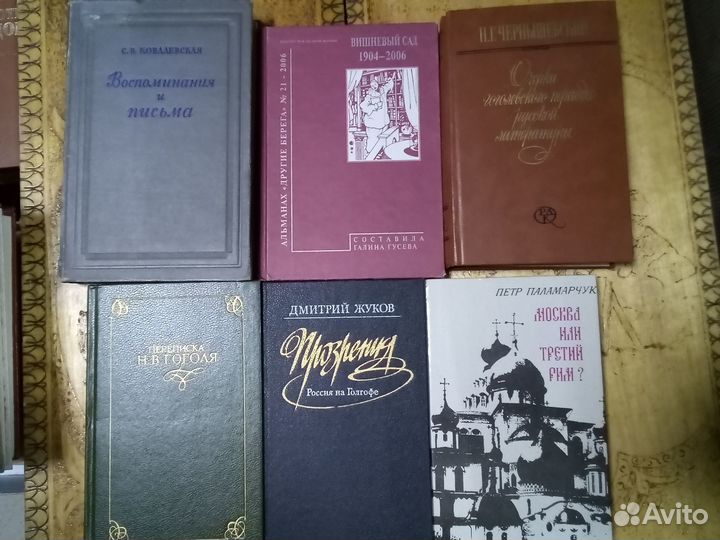 С. В. КОВАЛЕВСКАЯ
Воспоминания
и
письма
АЛЬМАНАХ «ДРУГИЕ БЕРЕГА» № 21 - 2006
ВИШНЕВЫЙ САД
1904–2006
СОСТАВИЛА
ГАЛИНА ГУСЕВА
Н.Г. ЧЕРНЫШЕВСКИЙ
Очерки
гоголевского периода
русской
литературы
ПЕРЕПИСКА
Н.В. ГОГОЛЯ
ДМИТРИЙ ЖУКОВ
Прозрения
Россия на Голгофе
ПЕТР ПАЛАМАРЧУК
МОСКВА
ИЛИ
ТРЕТИЙ
РИМ?
Avito